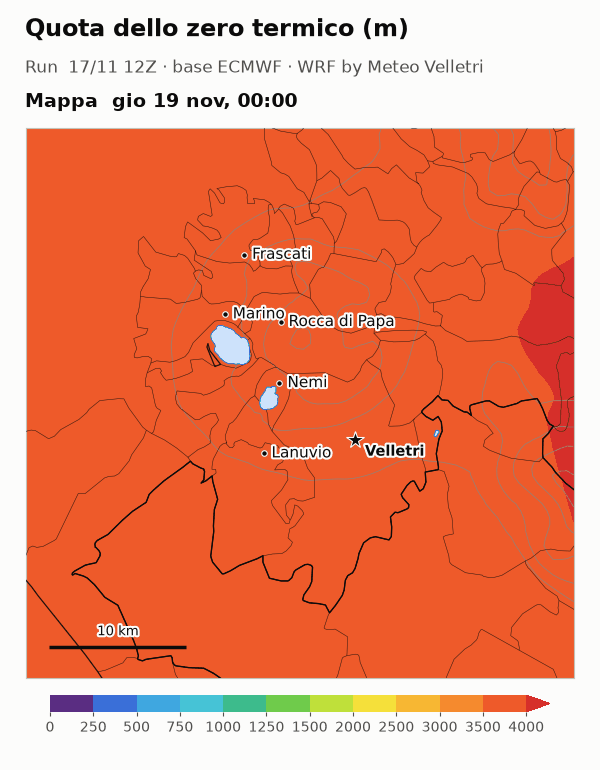 Quota dello zero termico (m)
Run  17/11 12Z · base ECMWF · WRF by Meteo Velletri
Mappa  gio 19 nov, 00:00
Frascati
Marino
Rocca di Papa
Nemi
Velletri
Lanuvio
10 km
0 250 500 750 1000 1250 1500 2000 2500 3000 3500 4000